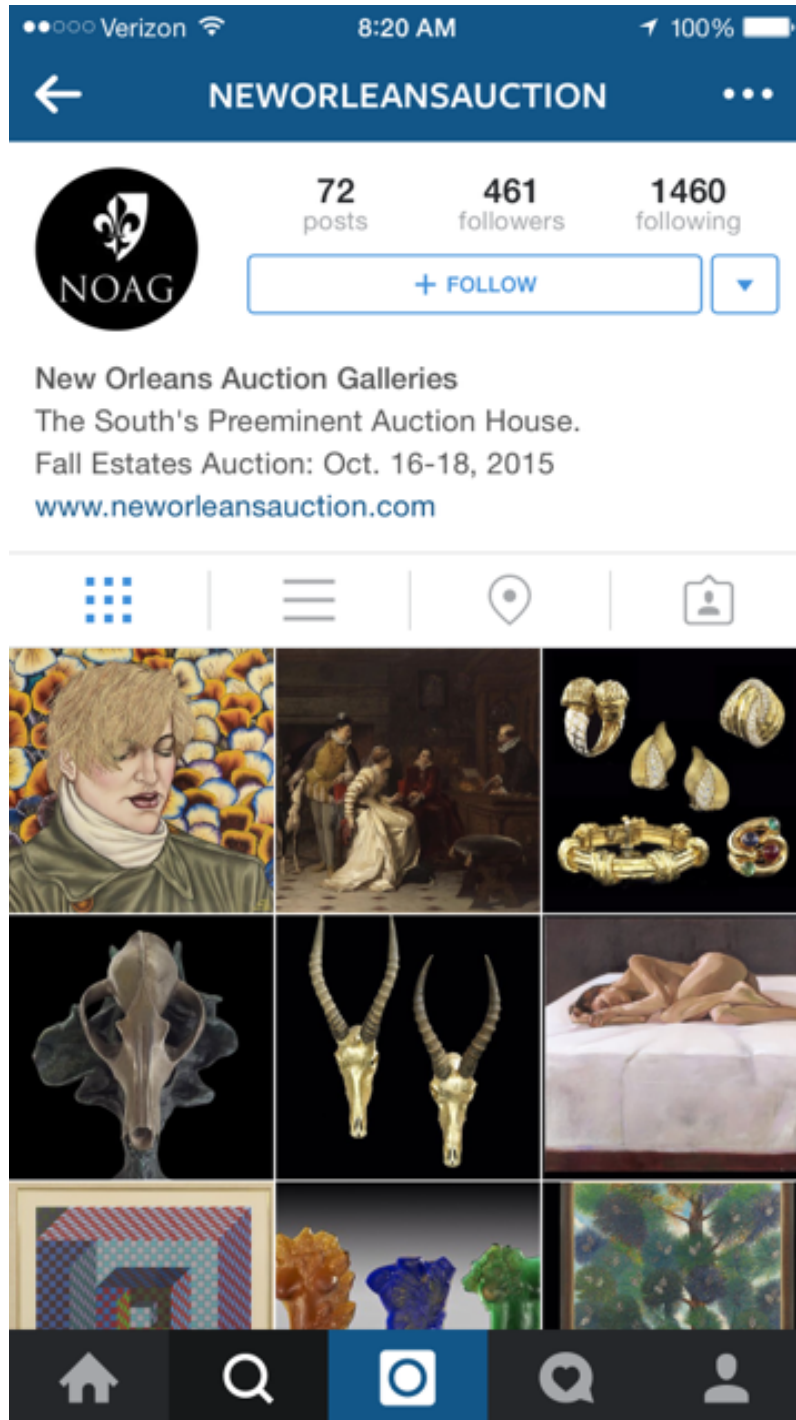 Verizon 8:20 AM 100%
NEWORLEANSAUCTION
72 461 1460
posts followers following
NOAG
+ FOLLOW
New Orleans Auction Galleries
The South's Preeminent Auction House.
Fall Estates Auction: Oct. 16-18, 2015
www.neworleansauction.com